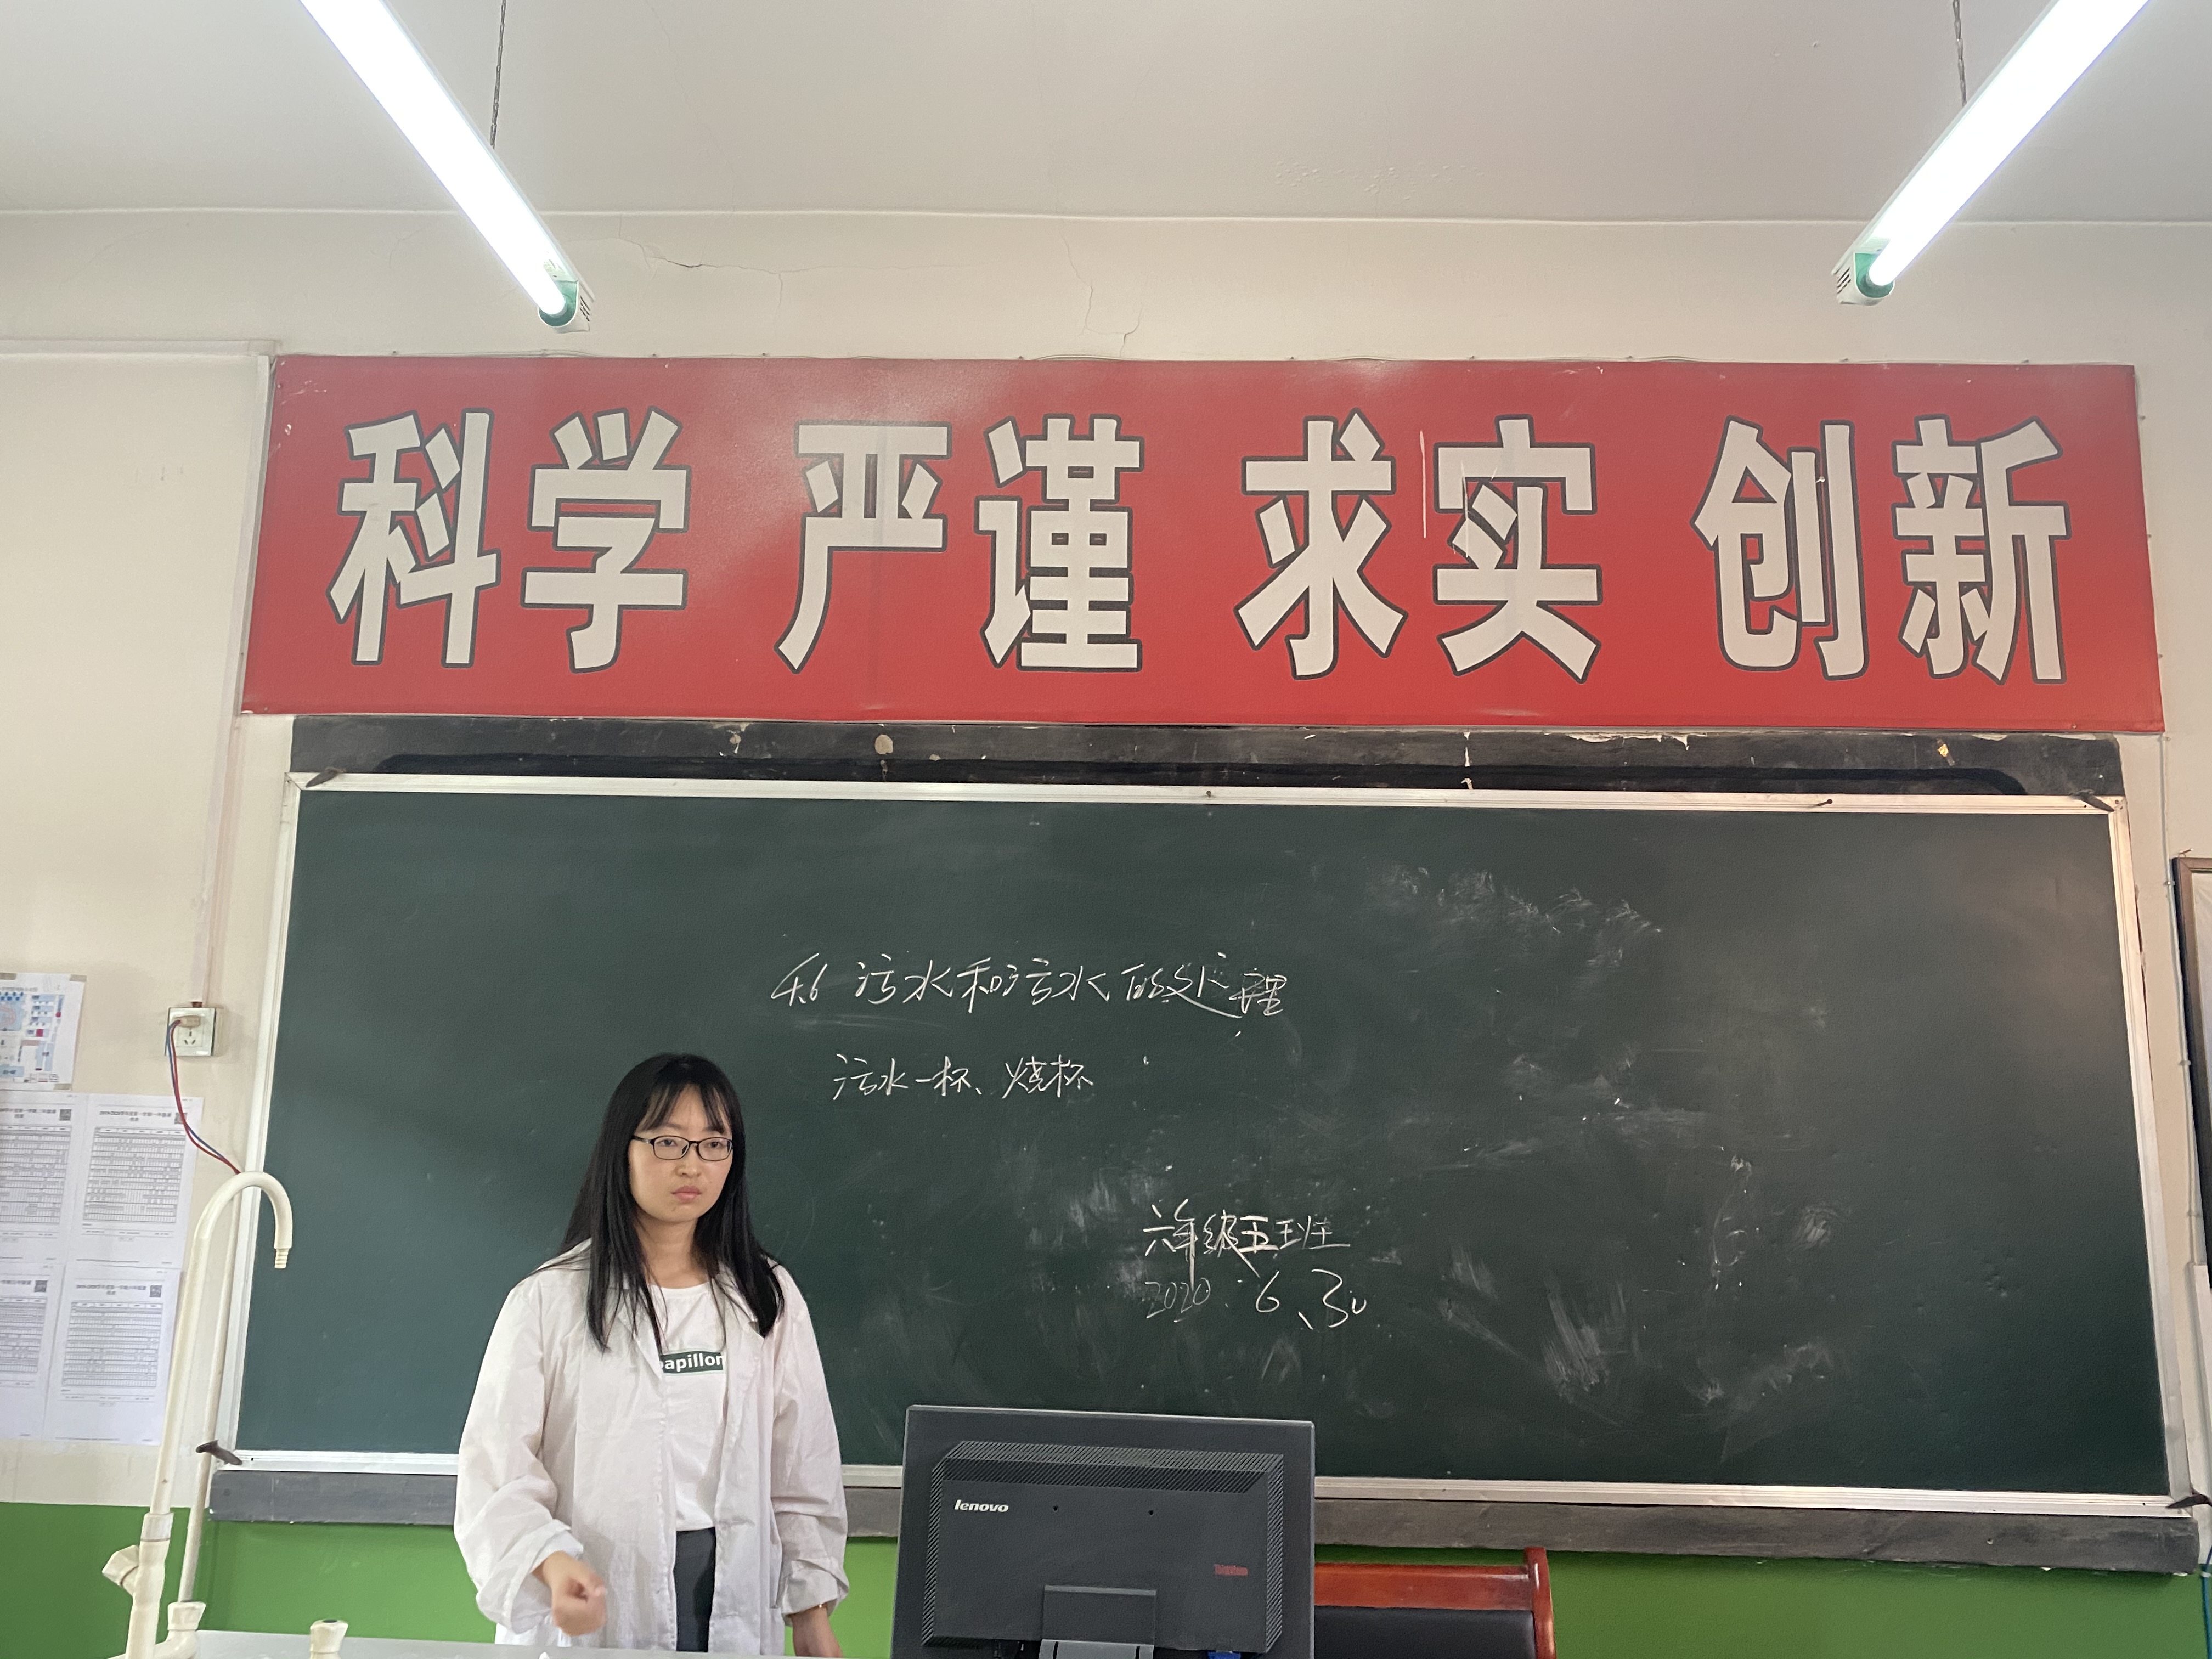 科学 严谨 求实 创新
4.6 污水和污水的处理
污水一杯、烧杯
六年级五班
2020.6、30
papillon
lenovo